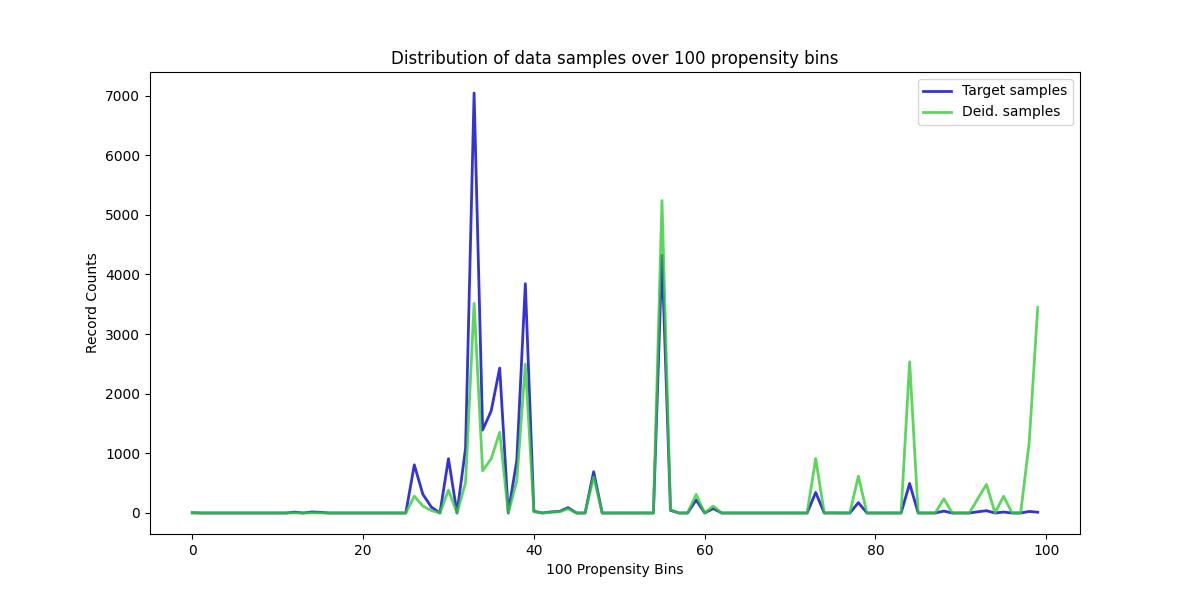 Distribution of data samples over 100 propensity bins
Target samples
Deid. samples
Record Counts
7000
6000
5000
4000
3000
2000
1000
0
0 20 40 60 80 100
100 Propensity Bins